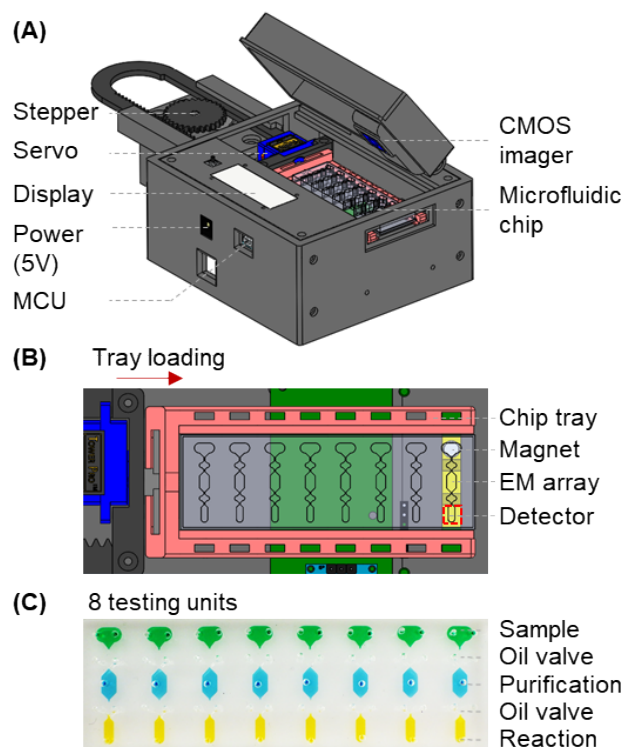 (A)
Stepper
Servo
Display
Power
(5V)
MCU
CMOS
imager
Microfluidic
chip
(B)
Tray loading
Chip tray
Magnet
EM array
Detector
(C)
8 testing units
Sample
Oil valve
Purification
Oil valve
Reaction